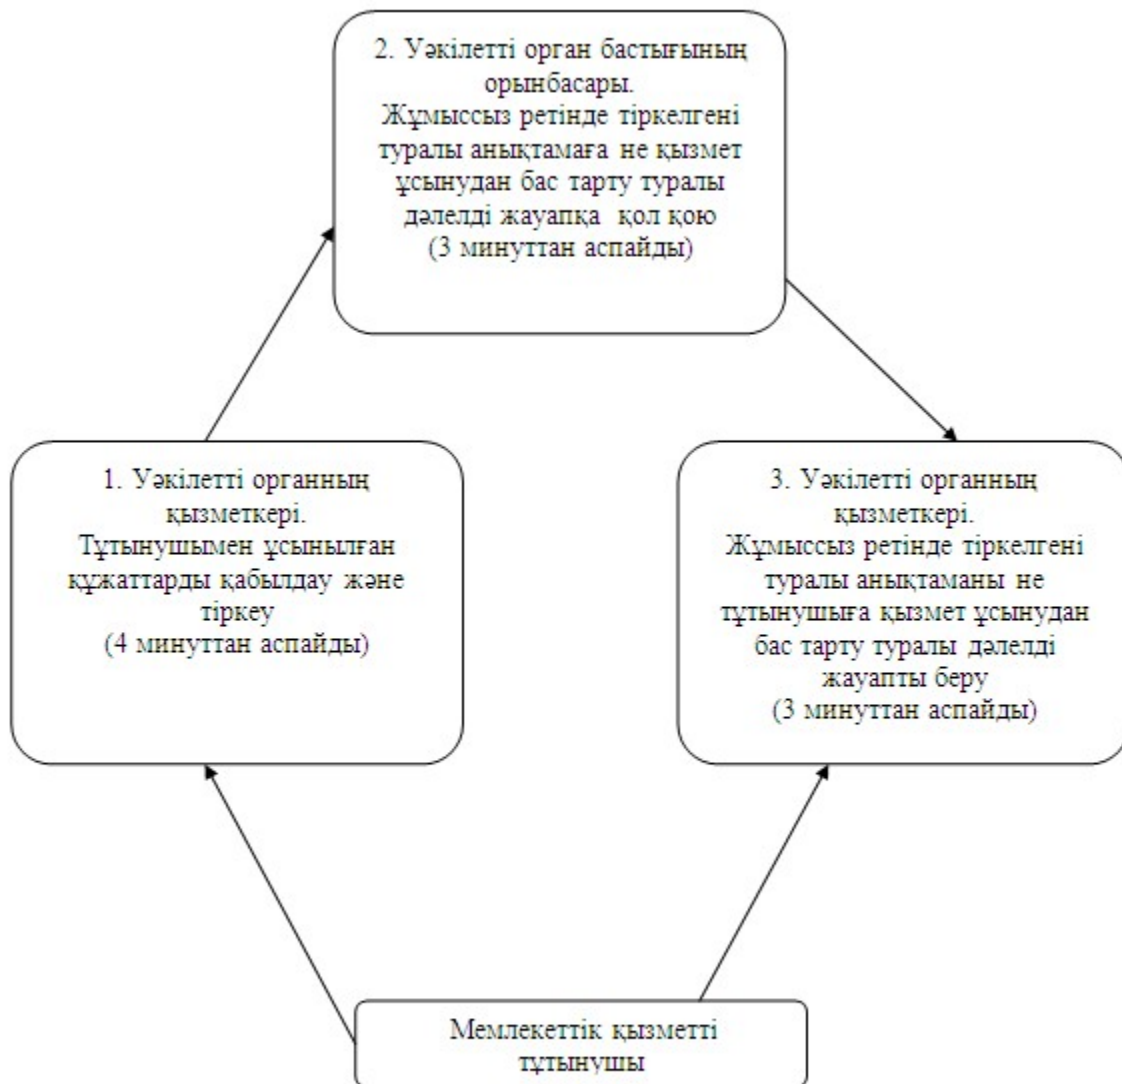 2. Уәкілетті орган бастығының
орынбасары.
Жұмыссыз ретінде тіркелгені
туралы анықтамаға не қызмет
ұсынудан бас тарту туралы
дәлелді жауапқа қол қою
(3 минуттан аспайды)
1. Уәкілетті органның
қызметкері.
Тұтынушымен ұсынылған
құжаттарды қабылдау және
тіркеу
(4 минуттан аспайды)
3. Уәкілетті органның
қызметкері.
Жұмыссыз ретінде тіркелгені
туралы анықтаманы не
тұтынушыға қызмет ұсынудан
бас тарту туралы дәлелді
жауапты беру
(3 минуттан аспайды)
Мемлекеттік қызметті
тұтынушы